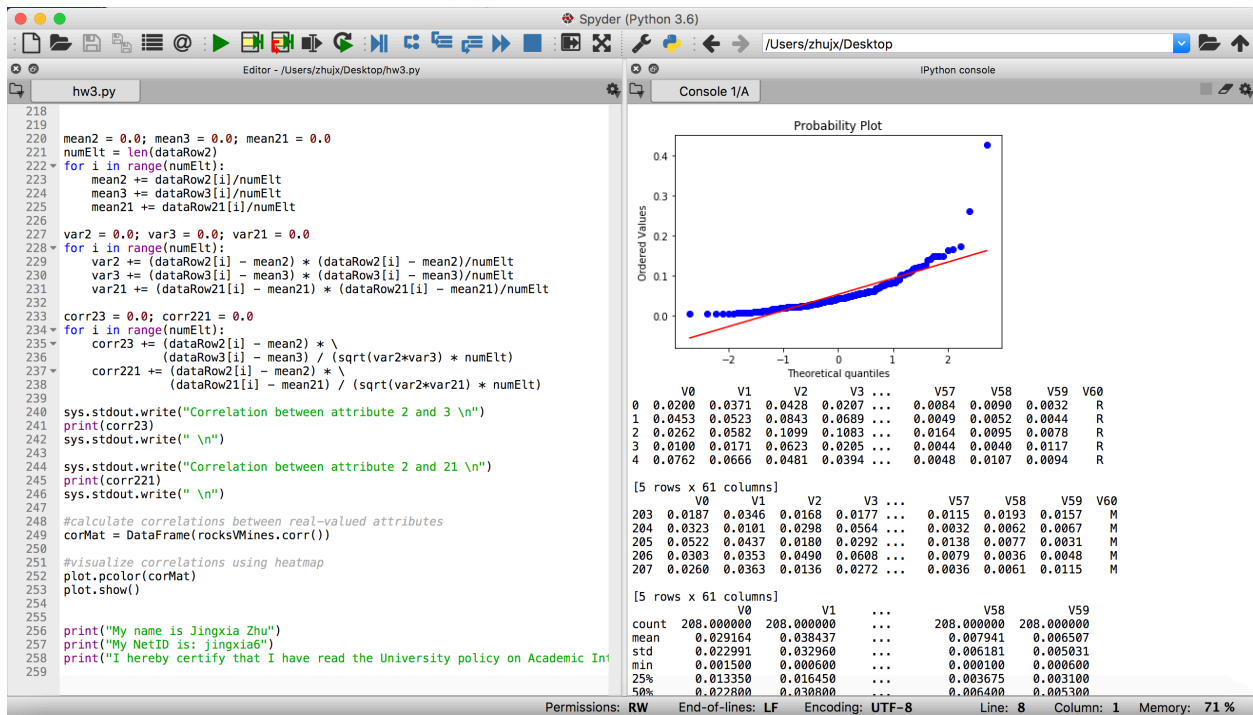 Spyder (Python 3.6)
/Users/zhujx/Desktop
Editor - /Users/zhujx/Desktop/hw3.py
hw3.py
218
219
220 mean2 = 0.0; mean3 = 0.0; mean21 = 0.0
221 numElt = len(dataRow2)
222 for i in range(numElt):
223     mean2 += dataRow2[i]/numElt
224     mean3 += dataRow3[i]/numElt
225     mean21 += dataRow21[i]/numElt
226
227 var2 = 0.0; var3 = 0.0; var21 = 0.0
228 for i in range(numElt):
229     var2 += (dataRow2[i] - mean2) * (dataRow2[i] - mean2)/numElt
230     var3 += (dataRow3[i] - mean3) * (dataRow3[i] - mean3)/numElt
231     var21 += (dataRow21[i] - mean21) * (dataRow21[i] - mean21)/numElt
232
233 corr23 = 0.0; corr221 = 0.0
234 for i in range(numElt):
235     corr23 += (dataRow2[i] - mean2) * \
236               (dataRow3[i] - mean3) / (sqrt(var2*var3) * numElt)
237     corr221 += (dataRow2[i] - mean2) * \
238                (dataRow21[i] - mean21) / (sqrt(var2*var21) * numElt)
239
240 sys.stdout.write("Correlation between attribute 2 and 3 \n")
241 print(corr23)
242 sys.stdout.write(" \n")
243
244 sys.stdout.write("Correlation between attribute 2 and 21 \n")
245 print(corr221)
246 sys.stdout.write(" \n")
247
248 #calculate correlations between real-valued attributes
249 corMat = DataFrame(rocksVMines.corr())
250
251 #visualize correlations using heatmap
252 plot.pcolor(corMat)
253 plot.show()
254
255
256 print("My name is Jingxia Zhu")
257 print("My NetID is: jingxia6")
258 print("I hereby certify that I have read the University policy on Academic Int
259
IPython console
Console 1/A
Probability Plot
Ordered Values
0.4
0.3
0.2
0.1
0.0
−2 −1 0 1 2
Theoretical quantiles
V0 V1 V2 V3 ... V57 V58 V59 V60
0 0.0200 0.0371 0.0428 0.0207 ... 0.0084 0.0090 0.0032 R
1 0.0453 0.0523 0.0843 0.0689 ... 0.0049 0.0052 0.0044 R
2 0.0262 0.0582 0.1099 0.1083 ... 0.0164 0.0095 0.0078 R
3 0.0100 0.0171 0.0623 0.0205 ... 0.0044 0.0040 0.0117 R
4 0.0762 0.0666 0.0481 0.0394 ... 0.0048 0.0107 0.0094 R
[5 rows x 61 columns]
V0 V1 V2 V3 ... V57 V58 V59 V60
203 0.0187 0.0346 0.0168 0.0177 ... 0.0115 0.0193 0.0157 M
204 0.0323 0.0101 0.0298 0.0564 ... 0.0032 0.0062 0.0067 M
205 0.0522 0.0437 0.0180 0.0292 ... 0.0138 0.0077 0.0031 M
206 0.0303 0.0353 0.0490 0.0608 ... 0.0079 0.0036 0.0048 M
207 0.0260 0.0363 0.0136 0.0272 ... 0.0036 0.0061 0.0115 M
[5 rows x 61 columns]
V0 V1 ... V58 V59
count 208.000000 208.000000 ... 208.000000 208.000000
mean 0.029164 0.038437 ... 0.007941 0.006507
std 0.022991 0.032960 ... 0.006181 0.005031
min 0.001500 0.000600 ... 0.000100 0.000600
25% 0.013350 0.016450 ... 0.003675 0.003100
50% 0.022800 0.030800 ... 0.006400 0.005300
Permissions: RW End-of-lines: LF Encoding: UTF-8 Line: 8 Column: 1 Memory: 71 %